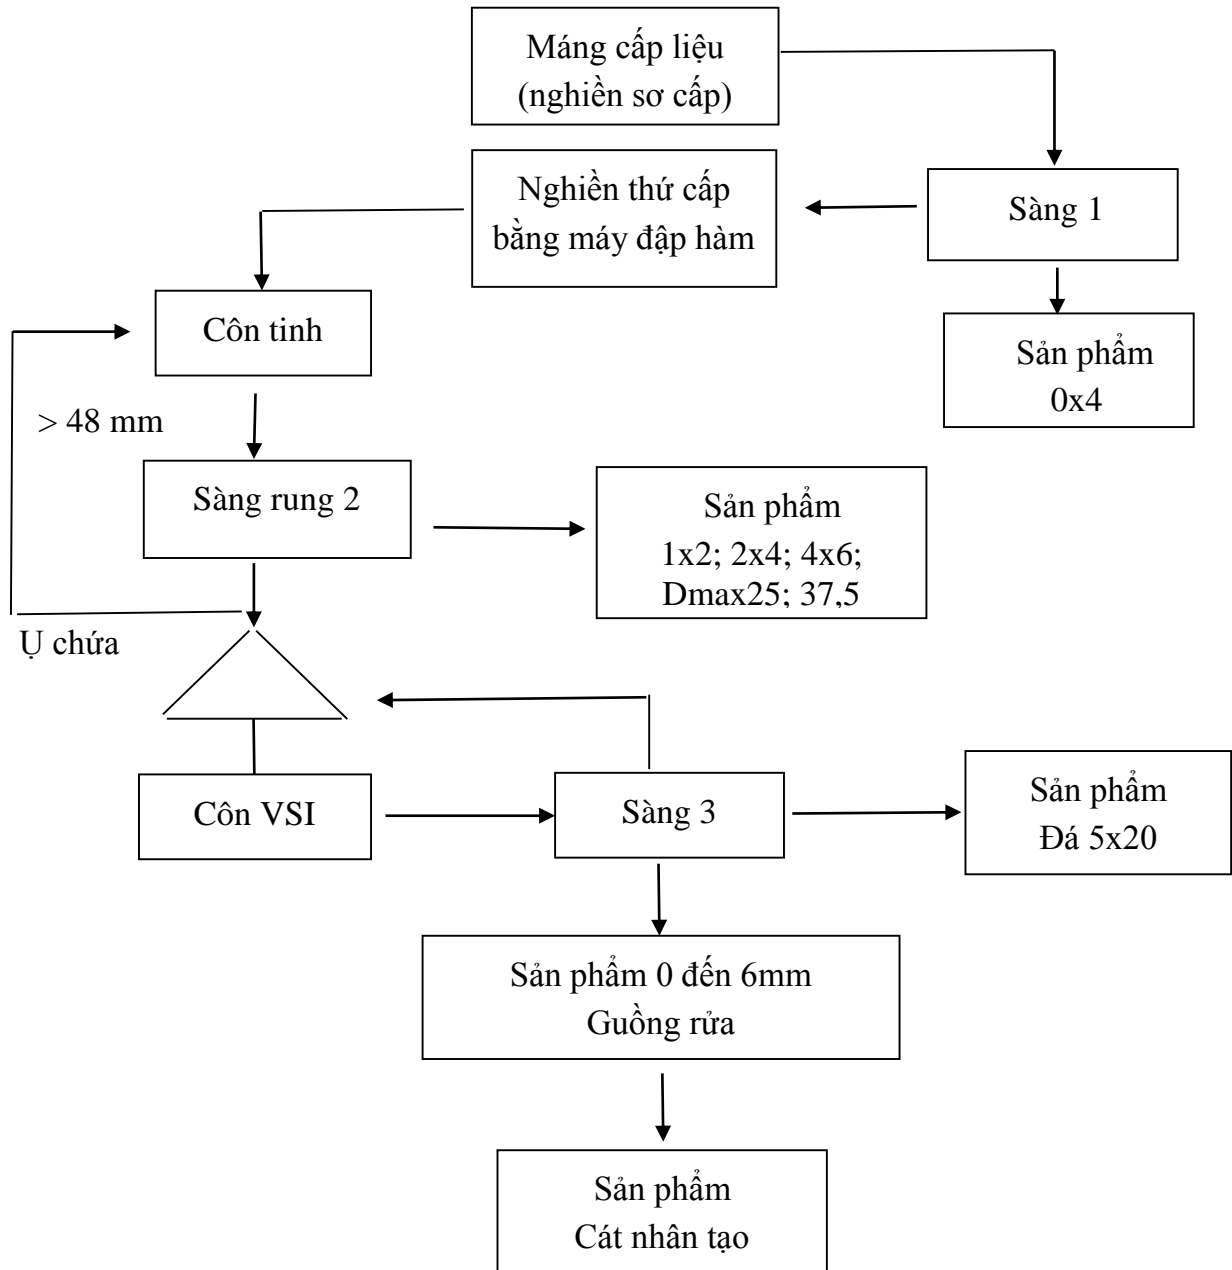 Máng cấp liệu
(nghiền sơ cấp)
Nghiền thứ cấp
bằng máy đập hàm
Sàng 1
Côn tinh
Sản phẩm
0x4
> 48 mm
Sàng rung 2
Sản phẩm
1x2; 2x4; 4x6;
Dmax25; 37,5
Ụ chứa
Côn VSI
Sàng 3
Sản phẩm
Đá 5x20
Sản phẩm 0 đến 6mm
Guồng rửa
Sản phẩm
Cát nhân tạo